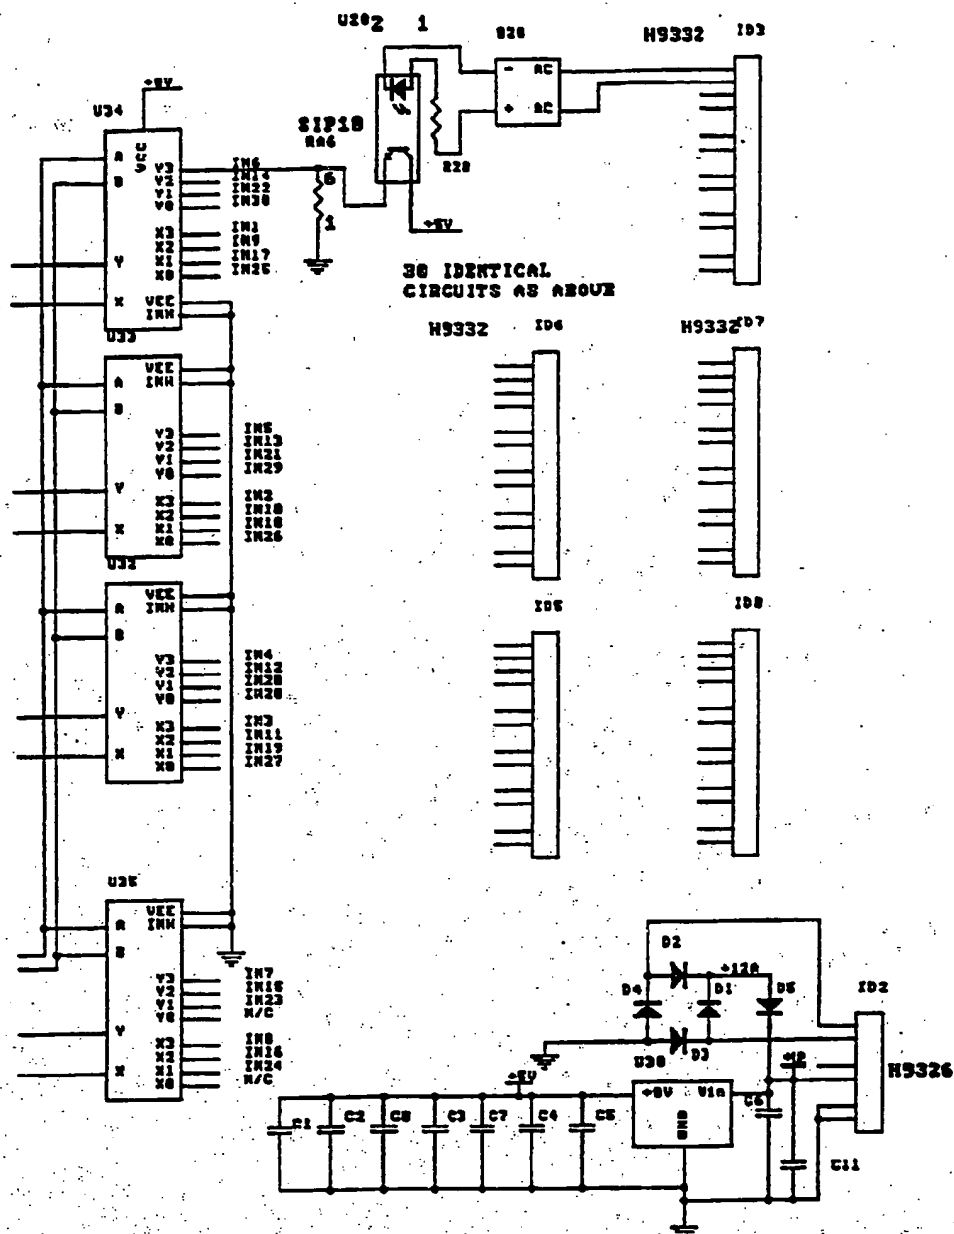 U20 2 1
B20
H9332
ID3
+5V
U34
- AC
+ AC
SIP10
RA6
R20
A
B
VCC
Y3 IN6
Y2 IN14
Y1 IN22
Y0 IN30
X3 IN1
X2 IN9
X1 IN17
X0 IN25
Y
X
VEE
INH
6
1
+5V
30 IDENTICAL
CIRCUITS AS ABOVE
U33
H9332
ID6
H9332
ID7
VEE
A INH
B
Y3 IN5
Y2 IN13
Y1 IN21
Y0 IN29
Y
X3 IN2
X2 IN10
X X1 IN18
X0 IN26
U32
VEE
A INH
B
Y3 IN4
Y2 IN12
Y1 IN20
Y0 IN28
Y
X3 IN3
X2 IN11
X X1 IN19
X0 IN27
ID5
ID8
U35
VEE
A INH
B
Y3 IN7
Y2 IN15
Y1 IN23
Y0 N/C
Y
X3 IN8
X2 IN16
X X1 IN24
X0 N/C
D2
+12A
D4
D1
D5
ID2
D3
U38
+5V
+12
H9326
+5V Vin
GND
C1
C2
C8
C3
C7
C4
C5
C6
C11